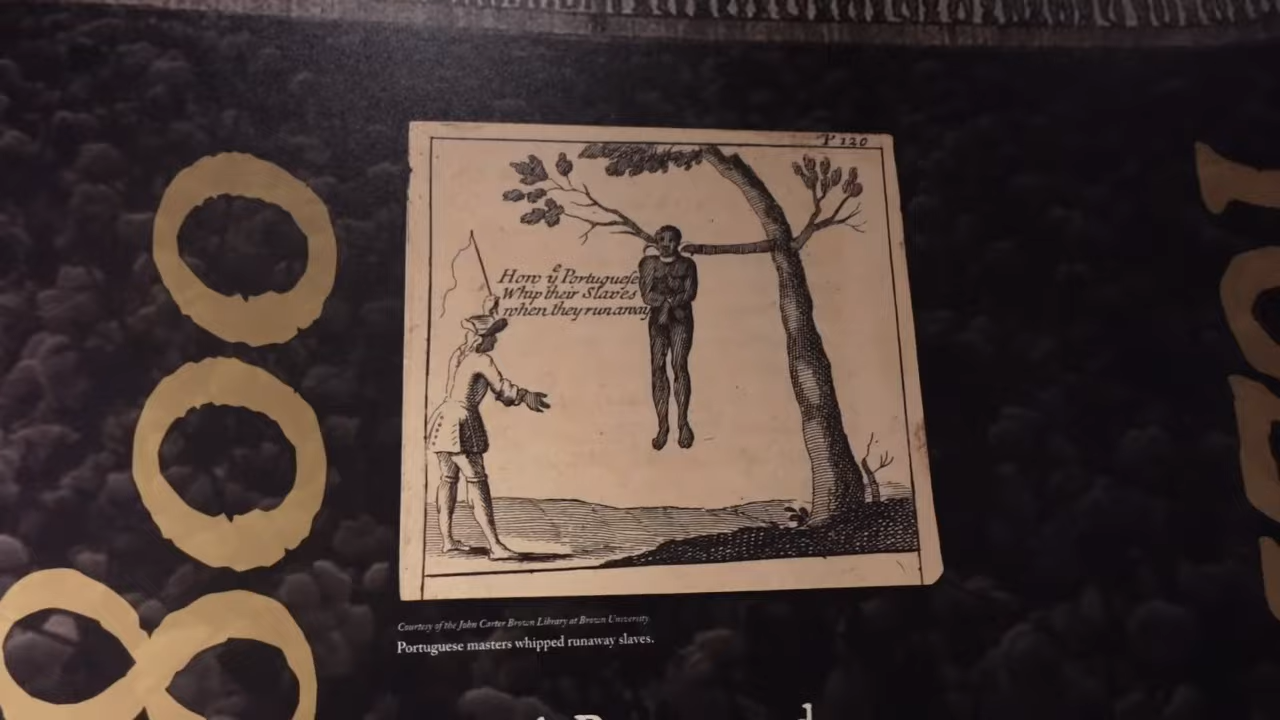 P 120
How yͤ Portugueſe
Whip their Slaves
when they run away
800
Courtesy of the John Carter Brown Library at Brown University.
Portuguese masters whipped runaway slaves.